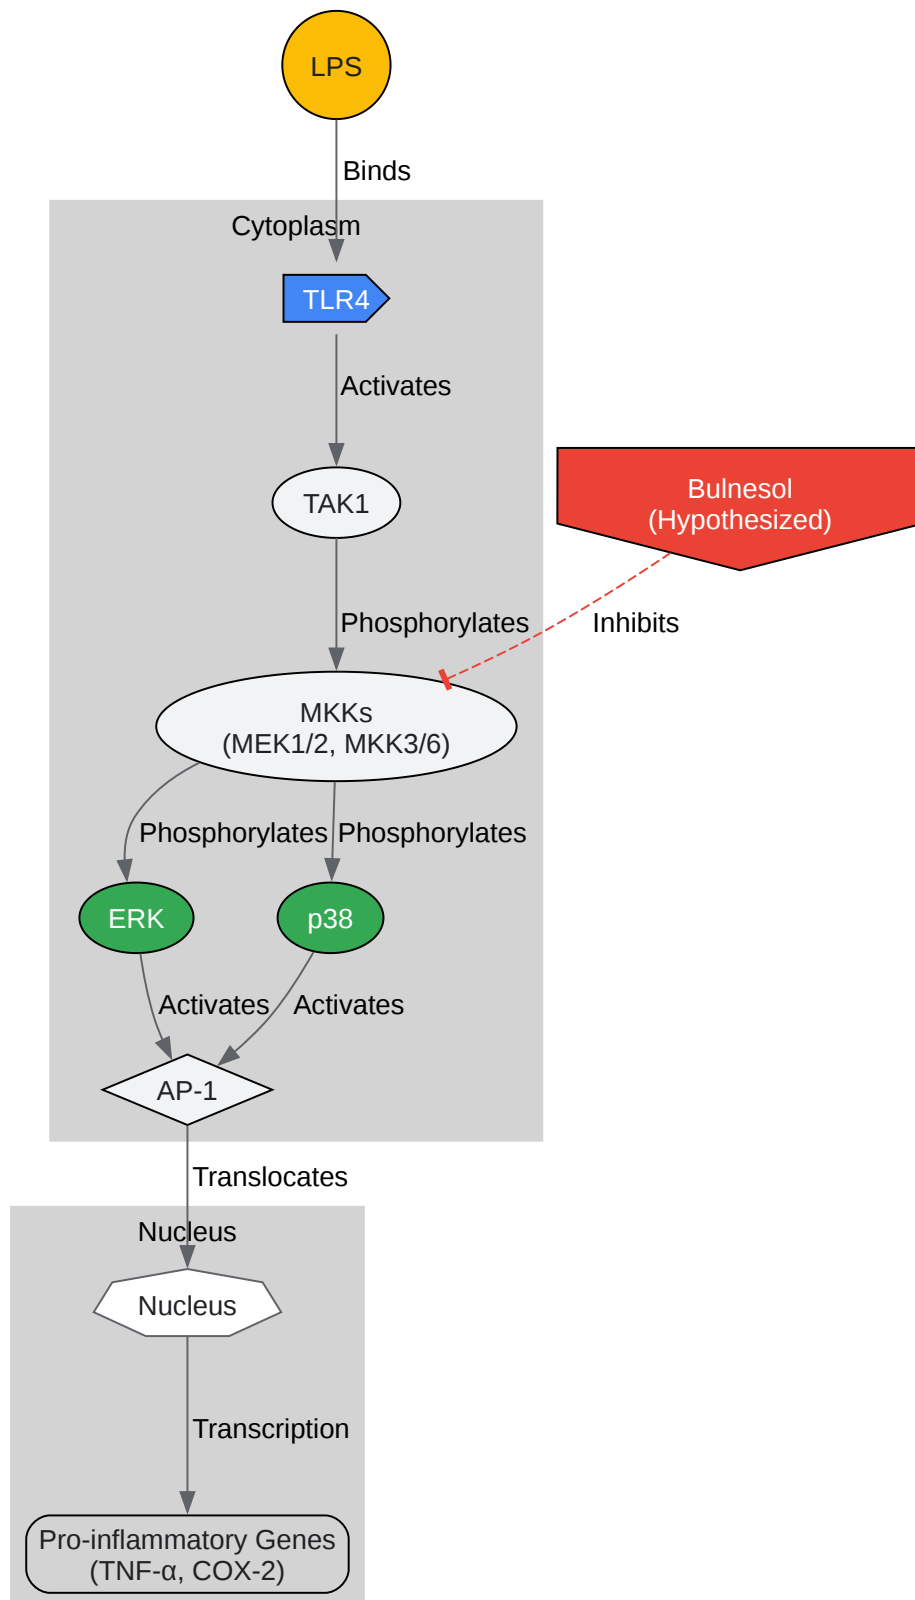 LPS
Binds
Cytoplasm
TLR4
Activates
TAK1
Bulnesol
(Hypothesized)
Phosphorylates
Inhibits
MKKs
(MEK1/2, MKK3/6)
Phosphorylates
Phosphorylates
ERK
p38
Activates
Activates
AP-1
Translocates
Nucleus
Nucleus
Transcription
Pro-inflammatory Genes
(TNF-α, COX-2)